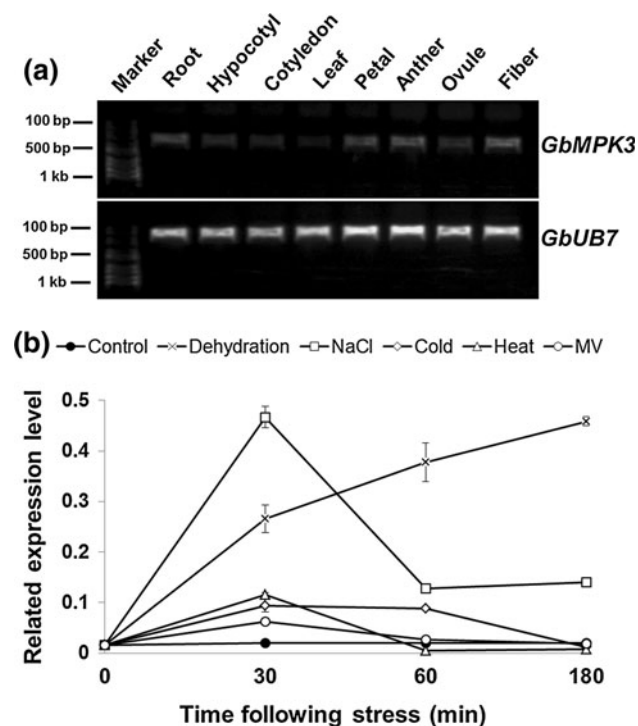 (a)
Marker Root Hypocotyl Cotyledon Leaf Petal Anther Ovule Fiber
100 bp
500 bp
1 kb
GbMPK3
100 bp
500 bp
1 kb
GbUB7
(b)
Control Dehydration NaCl Cold Heat MV
Related expression level
0.5
0.4
0.3
0.2
0.1
0
0 30 60 180
Time following stress (min)